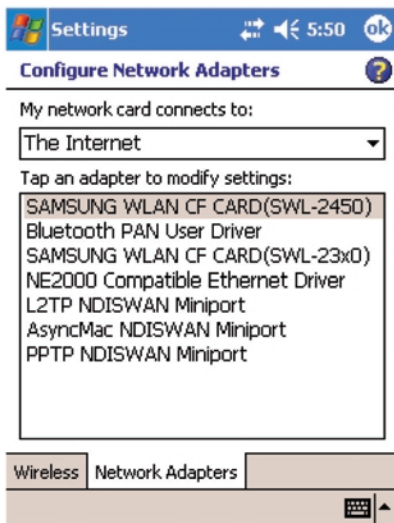 Settings 5:50 ok
Configure Network Adapters ?
My network card connects to:
The Internet
Tap an adapter to modify settings:
SAMSUNG WLAN CF CARD(SWL-2450)
Bluetooth PAN User Driver
SAMSUNG WLAN CF CARD(SWL-23x0)
NE2000 Compatible Ethernet Driver
L2TP NDISWAN Miniport
AsyncMac NDISWAN Miniport
PPTP NDISWAN Miniport
Wireless Network Adapters